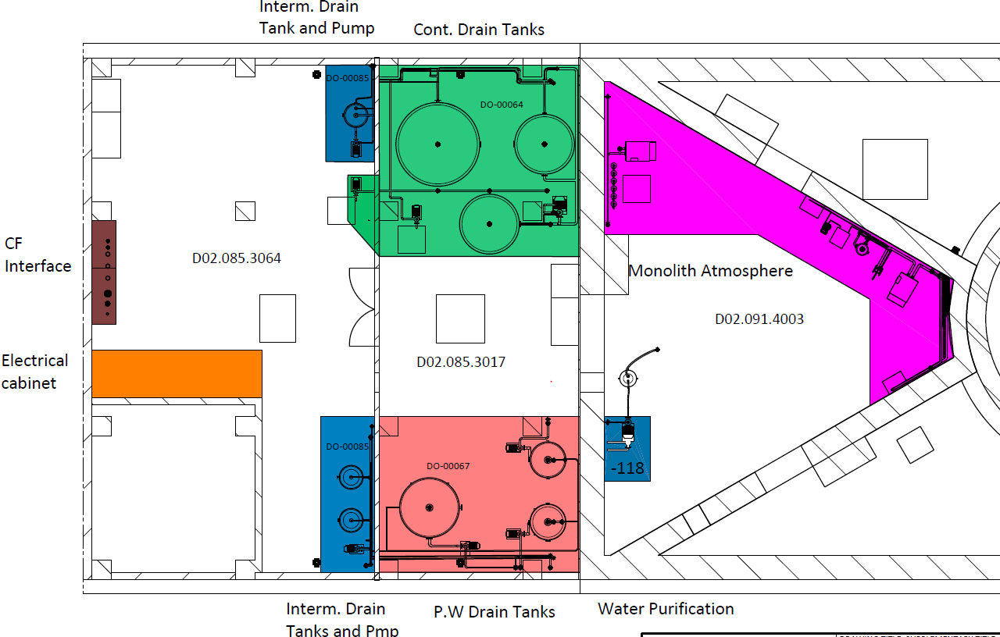 Interm. Drain
Tank and Pump
Cont. Drain Tanks
DO-00085
DO-00064
CF
Interface
D02.085.3064
Monolith Atmosphere
D02.091.4003
Electrical
cabinet
D02.085.3017
DO-00085
DO-00067
-118
Interm. Drain
Tanks and Pmp
P.W Drain Tanks
Water Purification